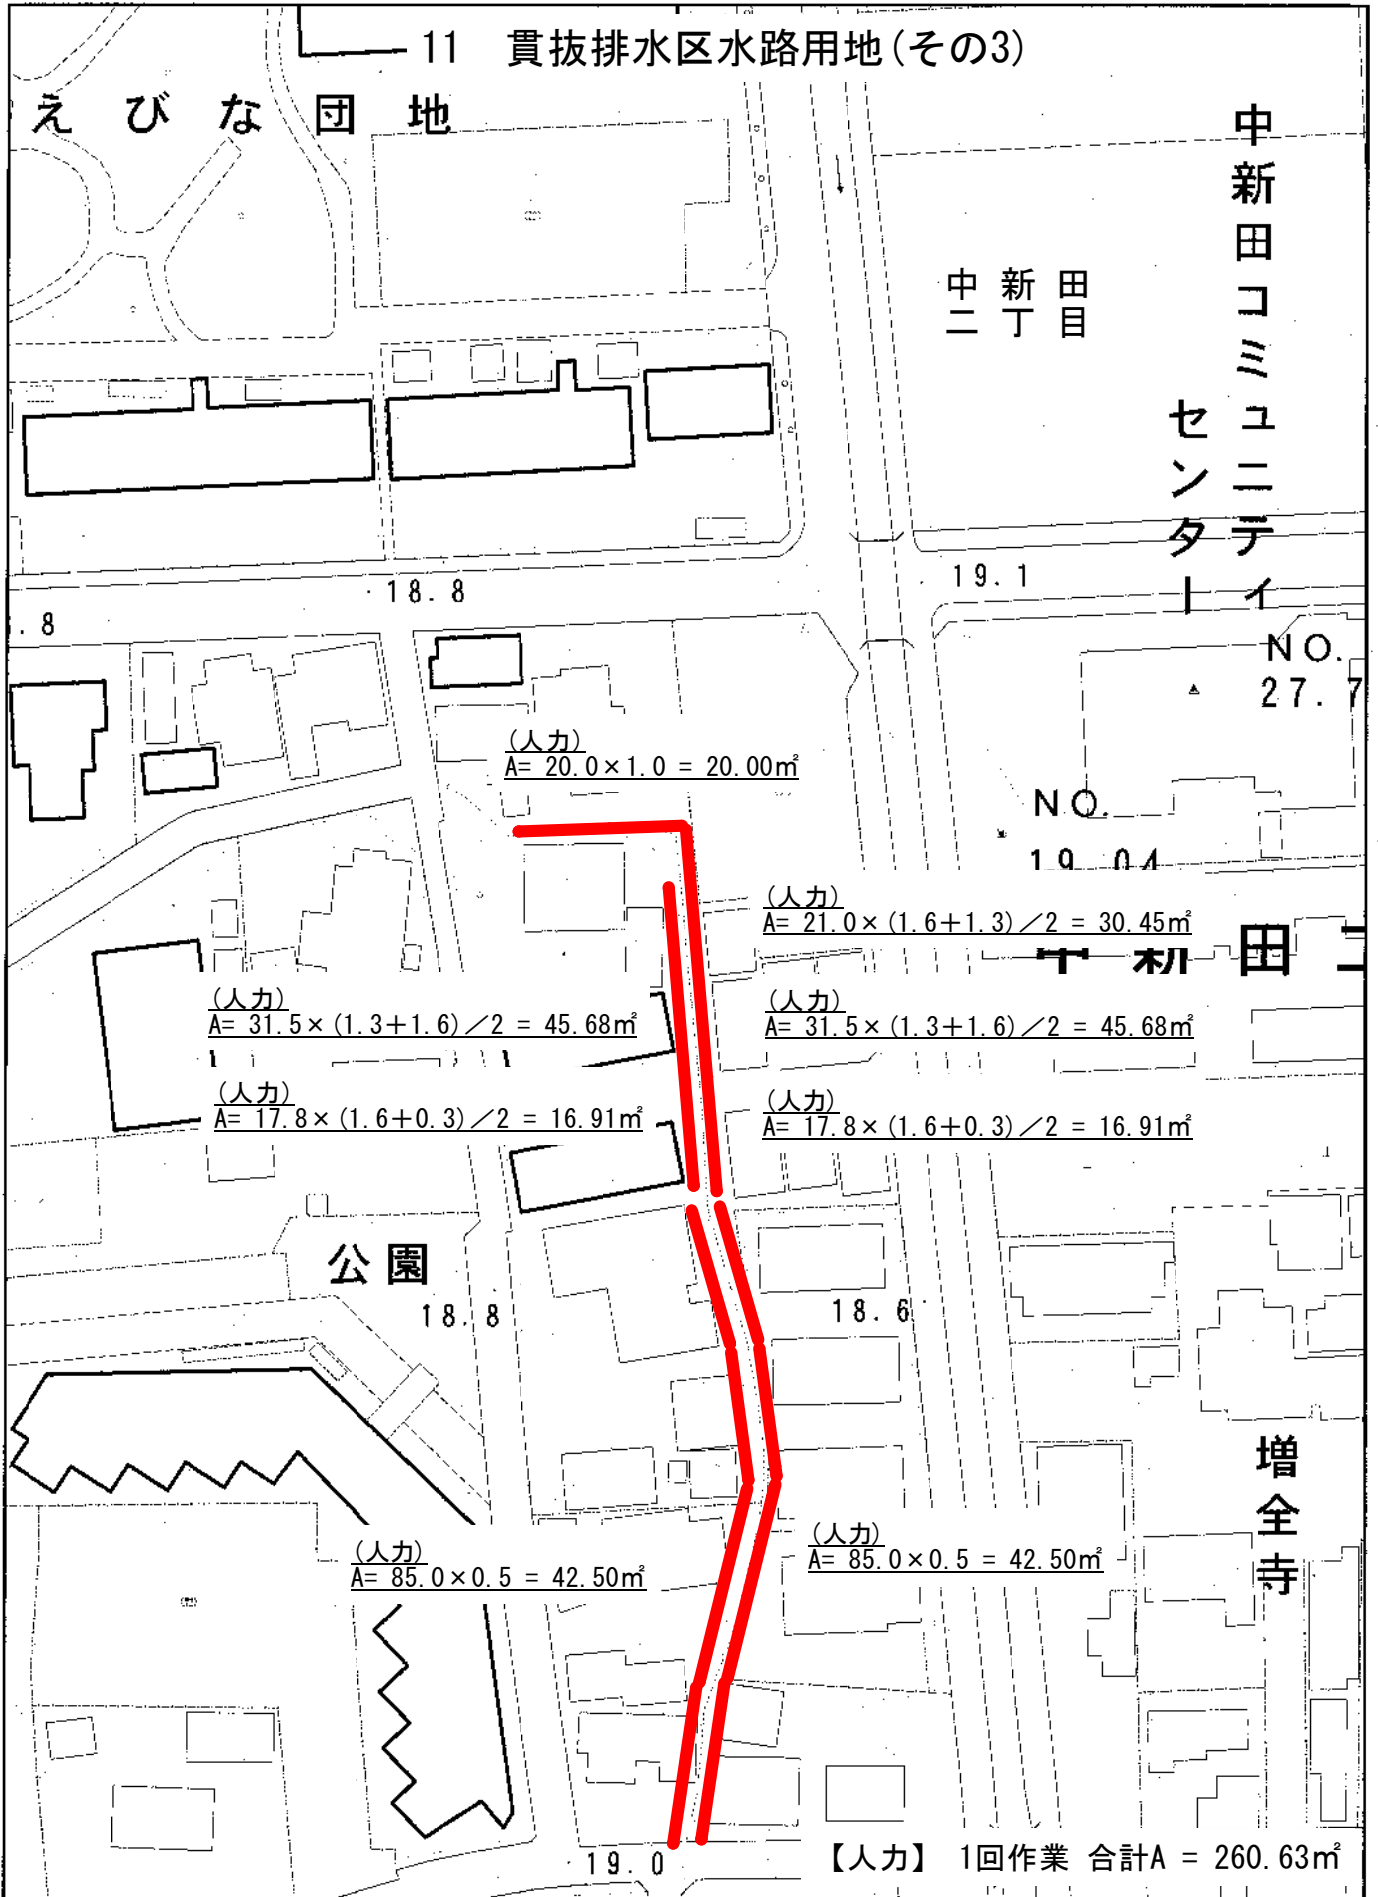 11　貫抜排水区水路用地(その3)
えびな団地
中新田コミュニティ
センター
中新田
二丁目
18.8
19.1
.8
NO.
27.7
(人力)
A= 20.0×1.0 = 20.00㎡
NO.
19.04
(人力)
A= 21.0×(1.6+1.3)／2 = 30.45㎡
中新田二
(人力)
A= 31.5×(1.3+1.6)／2 = 45.68㎡
(人力)
A= 31.5×(1.3+1.6)／2 = 45.68㎡
(人力)
A= 17.8×(1.6+0.3)／2 = 16.91㎡
(人力)
A= 17.8×(1.6+0.3)／2 = 16.91㎡
公園
18.8
18.6
増全寺
(人力)
A= 85.0×0.5 = 42.50㎡
(人力)
A= 85.0×0.5 = 42.50㎡
19.0
【人力】 1回作業 合計A = 260.63㎡